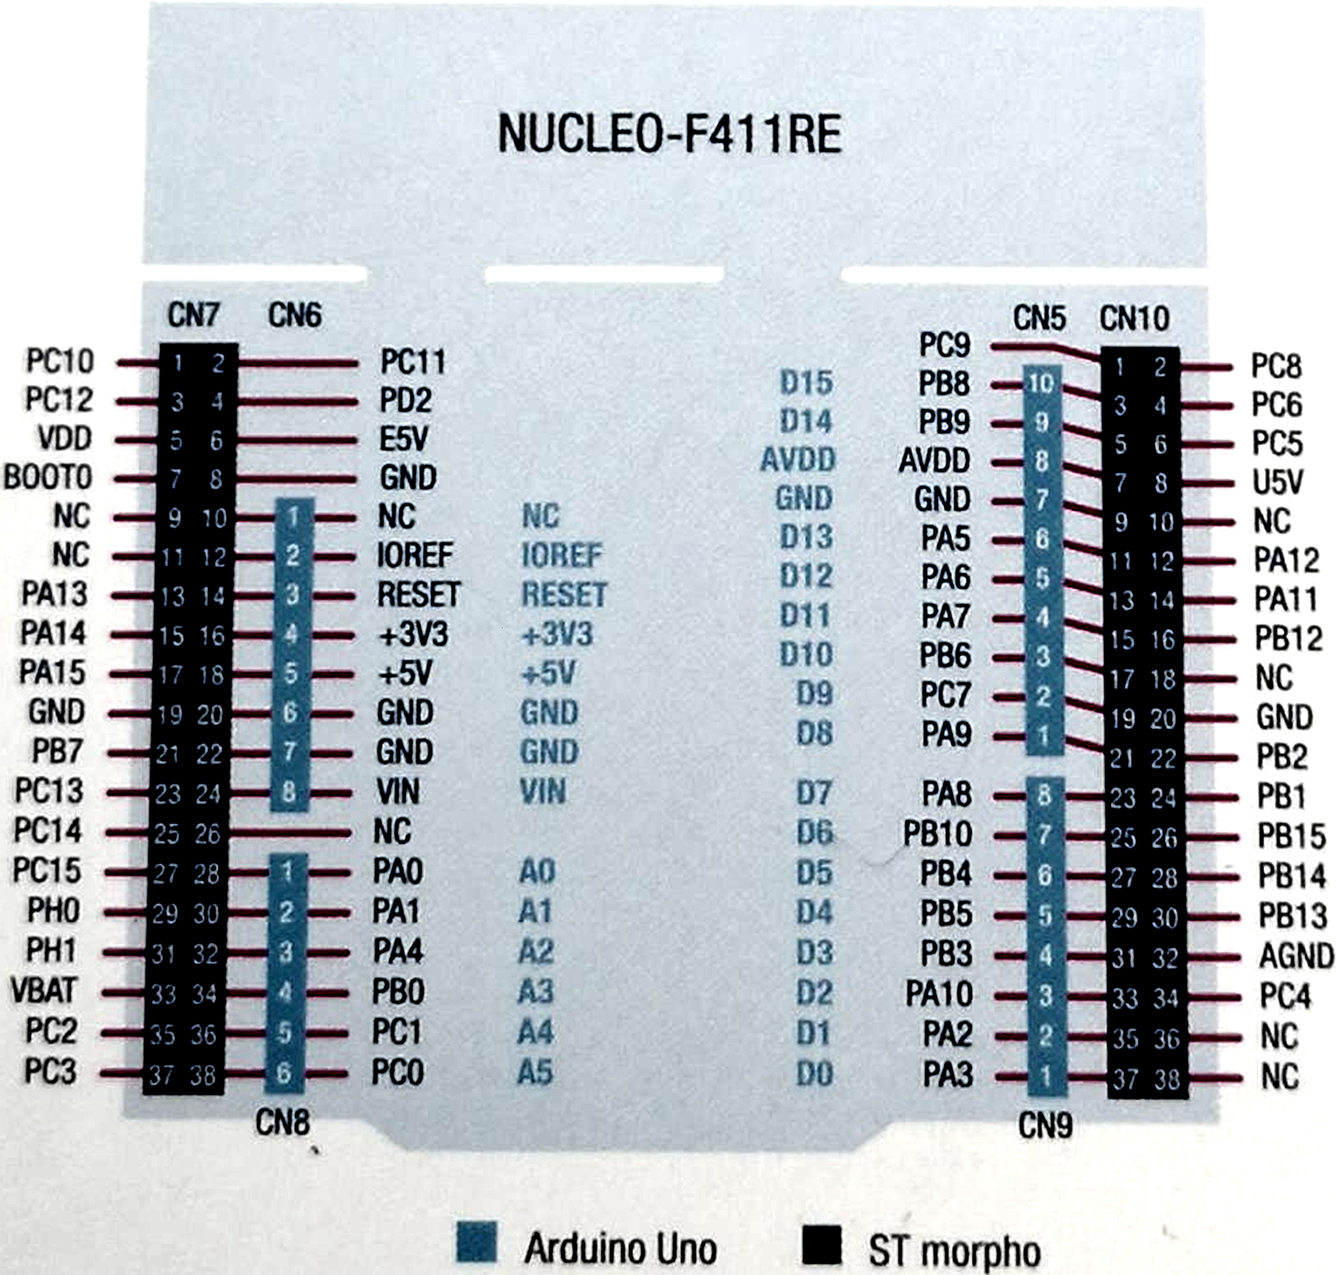 NUCLEO-F411RE
CN7 CN6 CN5 CN10
PC9
PC10 1 2 PC11 1 2 PC8
D15 PB8 10
PC12 3 4 PD2 3 4 PC6
D14 PB9 9
VDD 5 6 E5V 5 6 PC5
AVDD AVDD 8
BOOT0 7 8 GND 7 8 U5V
GND GND 7
NC 9 10 1 NC NC 9 10 NC
D13 PA5 6
NC 11 12 2 IOREF IOREF 11 12 PA12
D12 PA6 5
PA13 13 14 3 RESET RESET 13 14 PA11
D11 PA7 4
PA14 15 16 4 +3V3 +3V3 15 16 PB12
D10 PB6 3
PA15 17 18 5 +5V +5V 17 18 NC
D9 PC7 2
GND 19 20 6 GND GND 19 20 GND
D8 PA9 1
PB7 21 22 7 GND GND 21 22 PB2
PC13 23 24 8 VIN VIN D7 PA8 8 23 24 PB1
PC14 25 26 NC D6 PB10 7 25 26 PB15
PC15 27 28 1 PA0 A0 D5 PB4 6 27 28 PB14
PH0 29 30 2 PA1 A1 D4 PB5 5 29 30 PB13
PH1 31 32 3 PA4 A2 D3 PB3 4 31 32 AGND
VBAT 33 34 4 PB0 A3 D2 PA10 3 33 34 PC4
PC2 35 36 5 PC1 A4 D1 PA2 2 35 36 NC
PC3 37 38 6 PC0 A5 D0 PA3 1 37 38 NC
CN8 CN9
Arduino Uno ST morpho